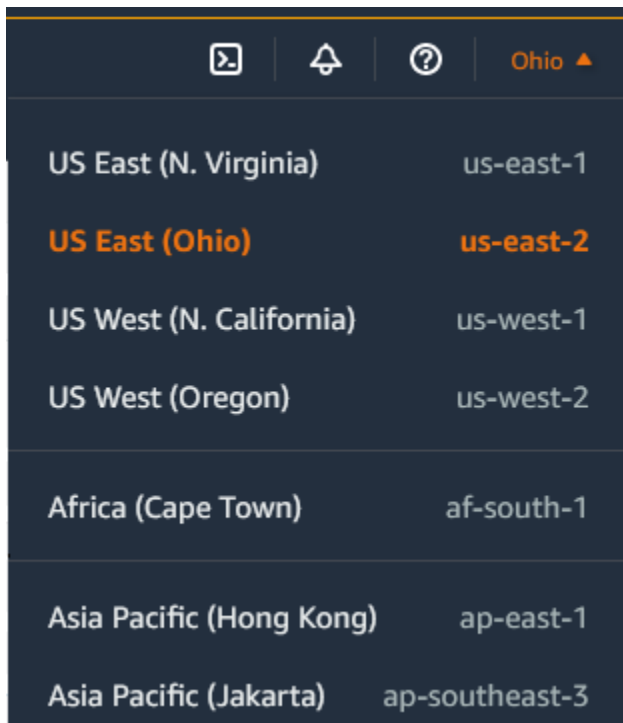 Ohio
US East (N. Virginia) us-east-1
US East (Ohio) us-east-2
US West (N. California) us-west-1
US West (Oregon) us-west-2
Africa (Cape Town) af-south-1
Asia Pacific (Hong Kong) ap-east-1
Asia Pacific (Jakarta) ap-southeast-3